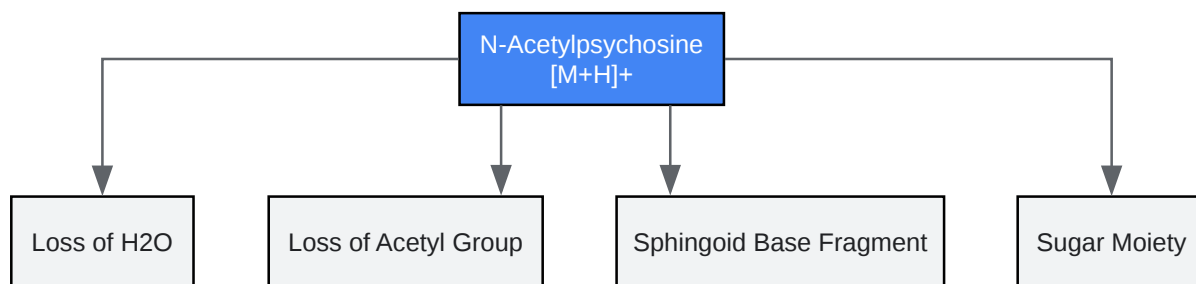 N-Acetylpsychosine
[M+H]+
Loss of H2O
Loss of Acetyl Group
Sphingoid Base Fragment
Sugar Moiety